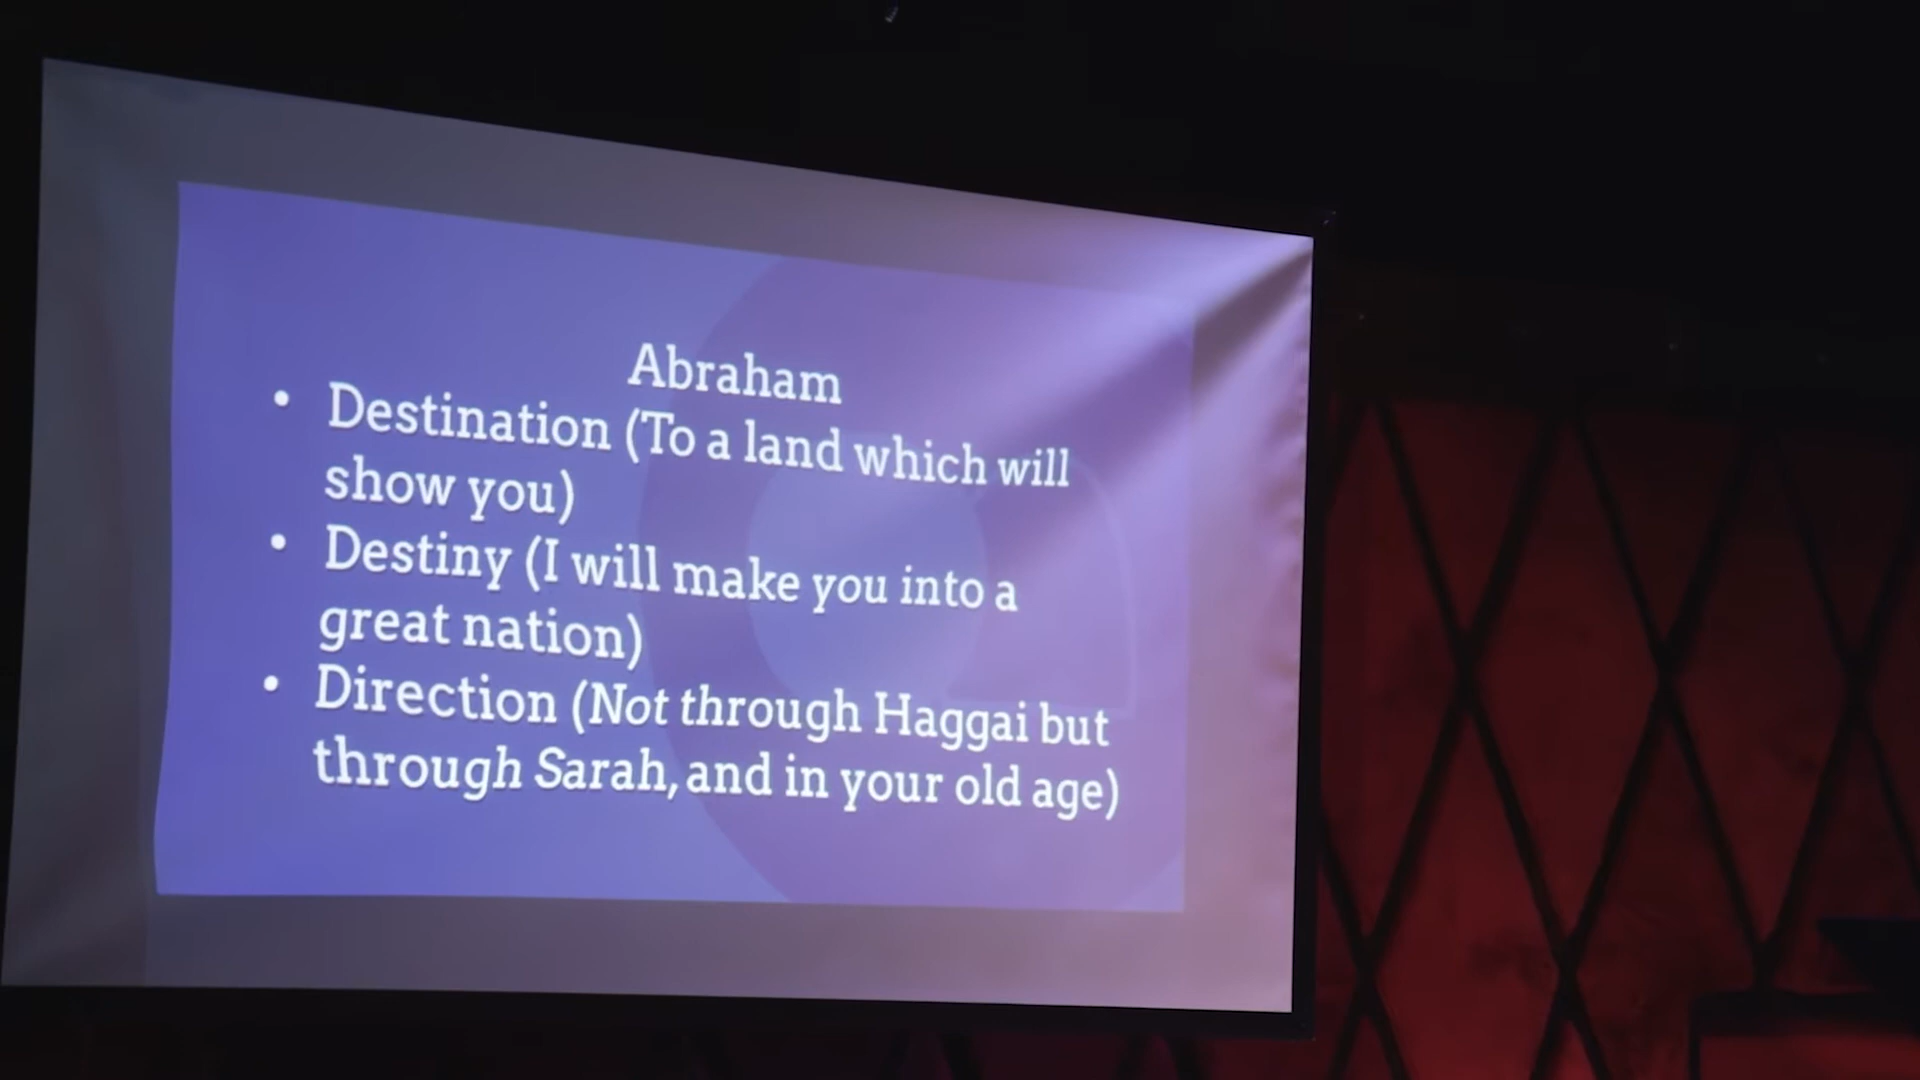 Abraham
• Destination (To a land which will
show you)
• Destiny (I will make you into a
great nation)
• Direction (Not through Haggai but
through Sarah, and in your old age)